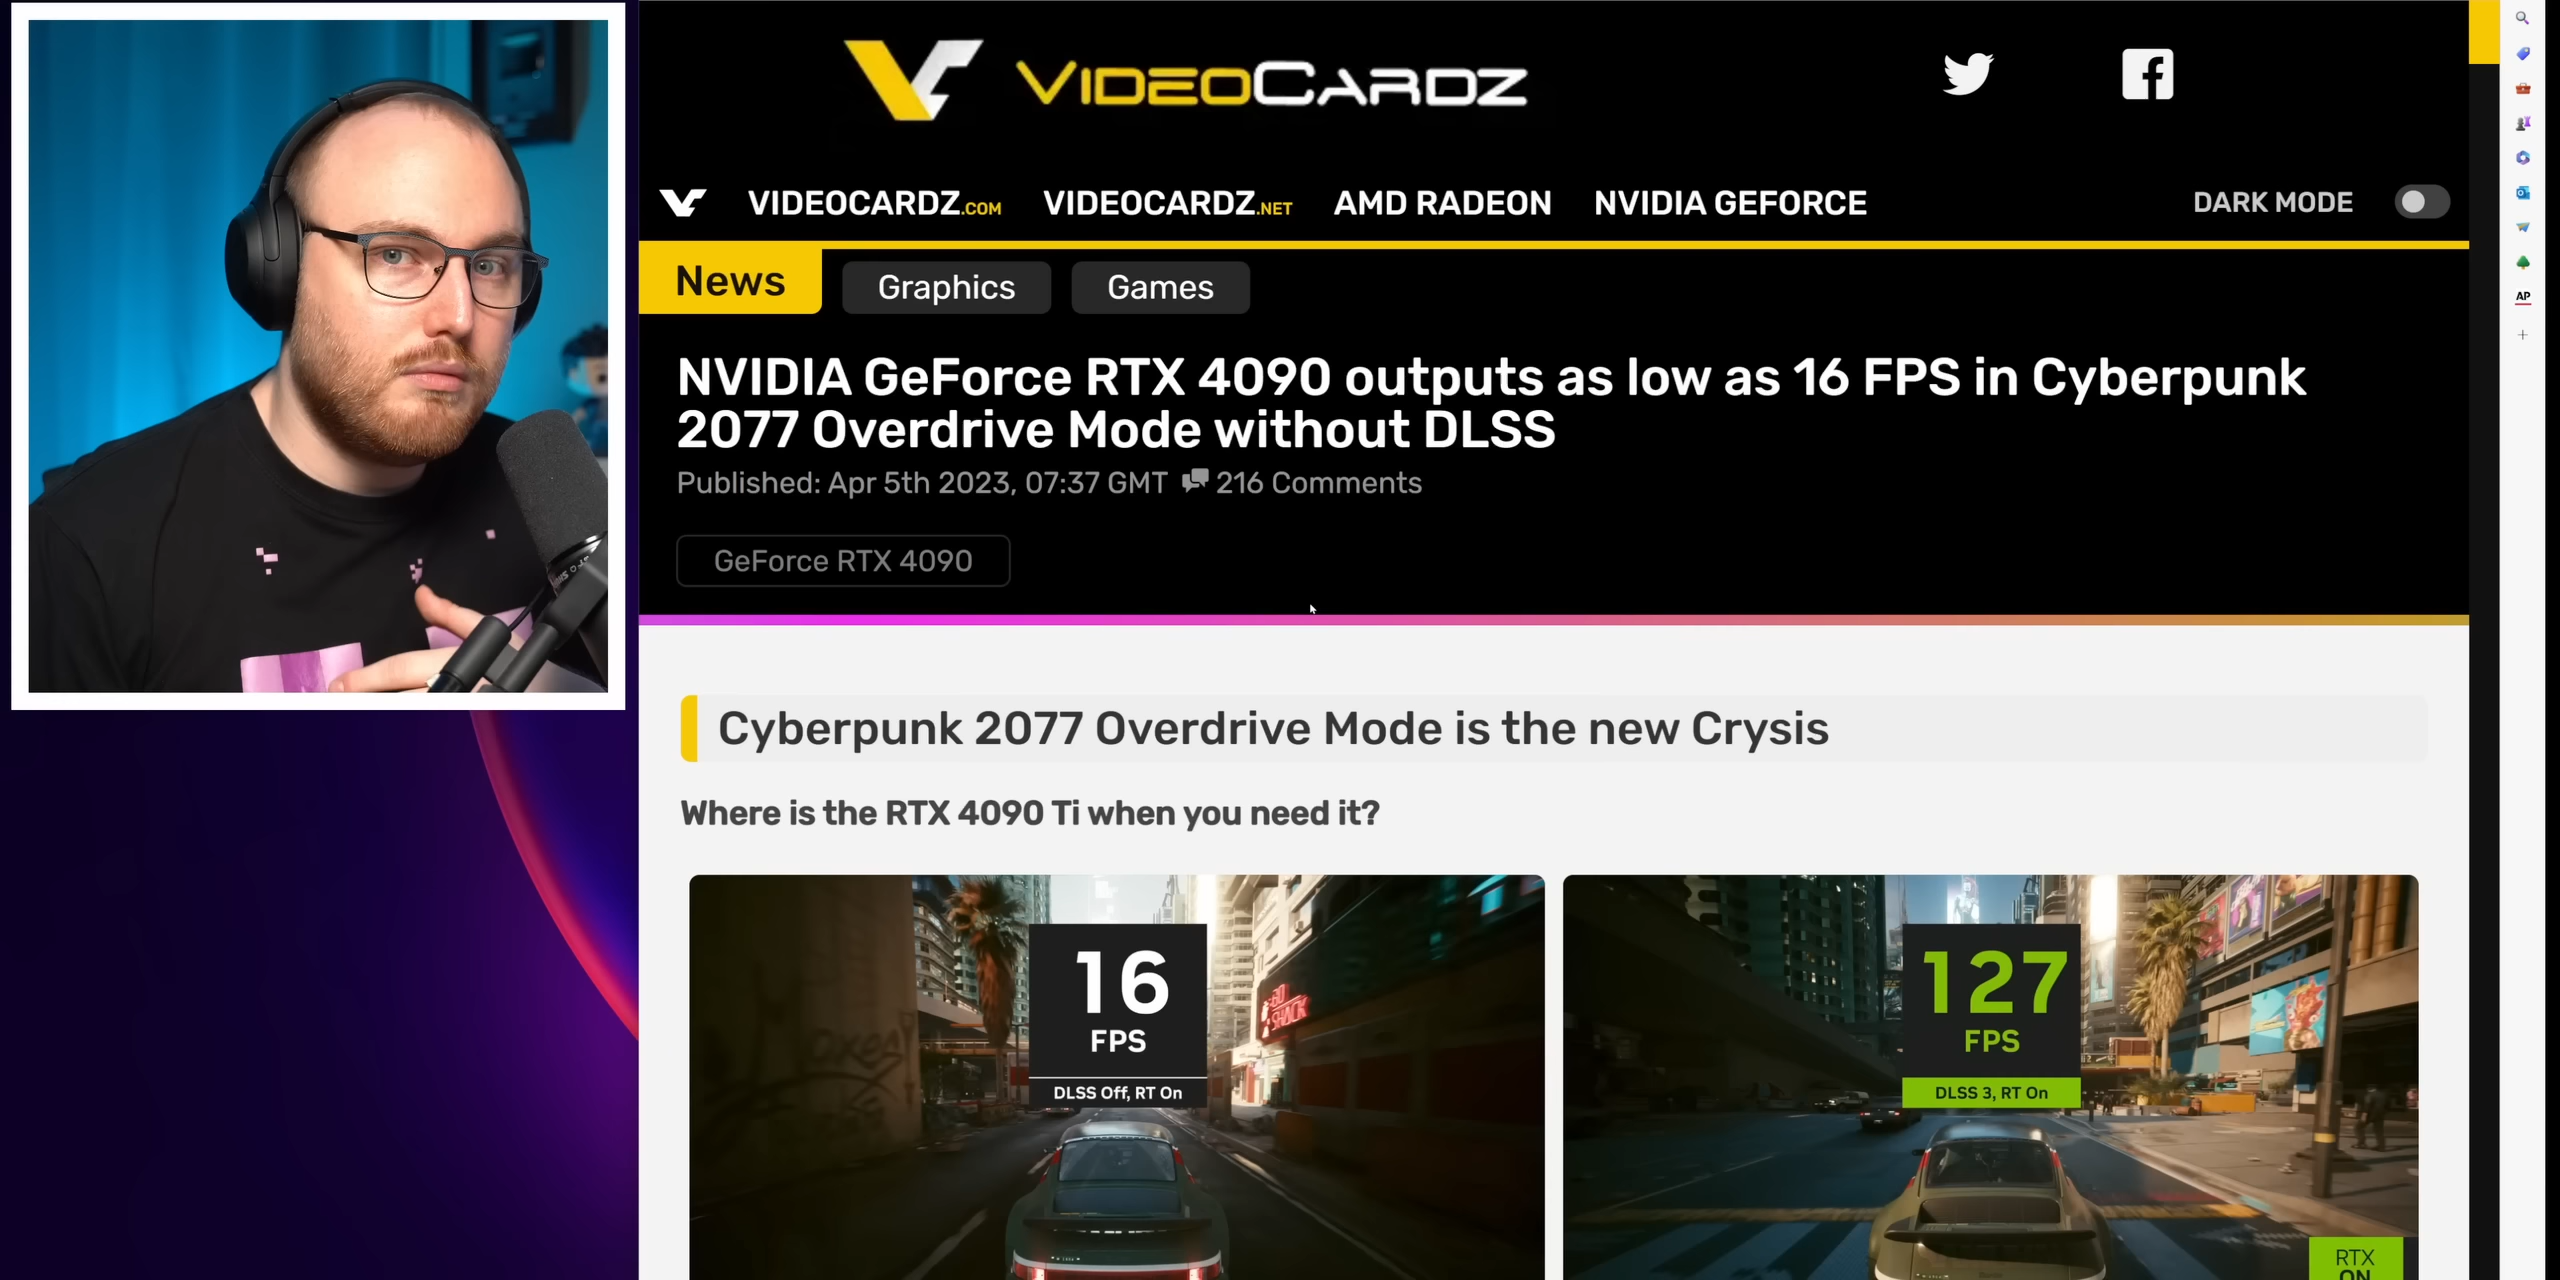 VIDEOCARDZ
VIDEOCARDZ.COM VIDEOCARDZ.NET AMD RADEON NVIDIA GEFORCE DARK MODE
News Graphics Games
NVIDIA GeForce RTX 4090 outputs as low as 16 FPS in Cyberpunk
2077 Overdrive Mode without DLSS
Published: Apr 5th 2023, 07:37 GMT 216 Comments
GeForce RTX 4090
Cyberpunk 2077 Overdrive Mode is the new Crysis
Where is the RTX 4090 Ti when you need it?
16
FPS
DLSS Off, RT On
127
FPS
DLSS 3, RT On
RTX
ON
AP